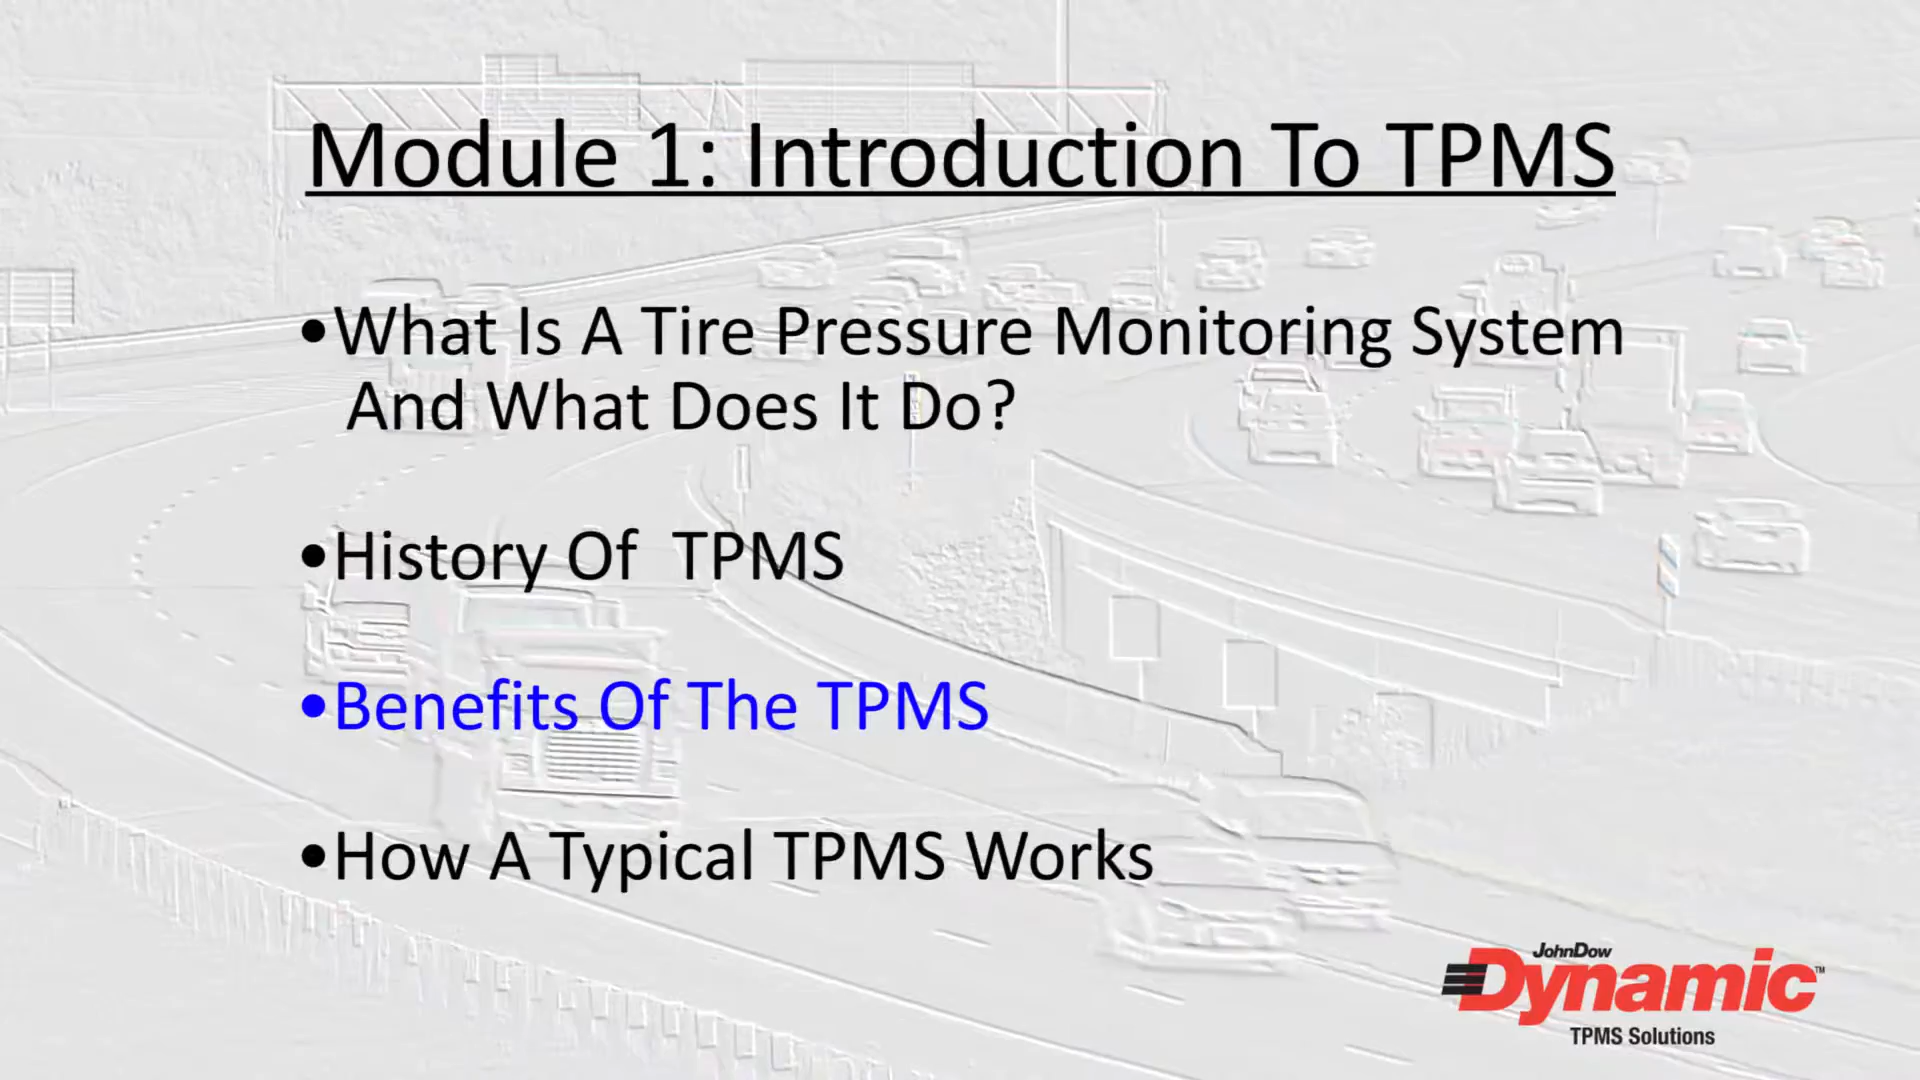 Module 1: Introduction To TPMS
•What Is A Tire Pressure Monitoring System
And What Does It Do?
•History Of  TPMS
•Benefits Of The TPMS
•How A Typical TPMS Works
JohnDow
Dynamic™
TPMS Solutions